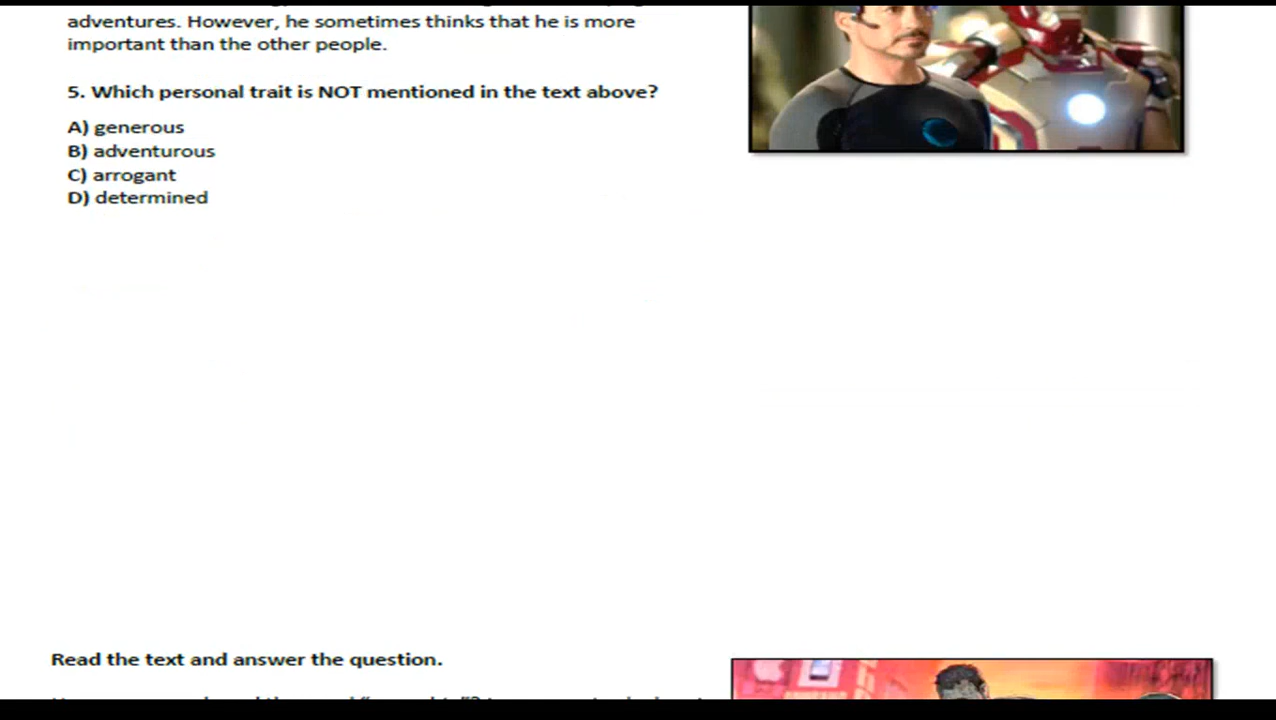 adventures. However, he sometimes thinks that he is more
important than the other people.
5. Which personal trait is NOT mentioned in the text above?
A) generous
B) adventurous
C) arrogant
D) determined
Read the text and answer the question.